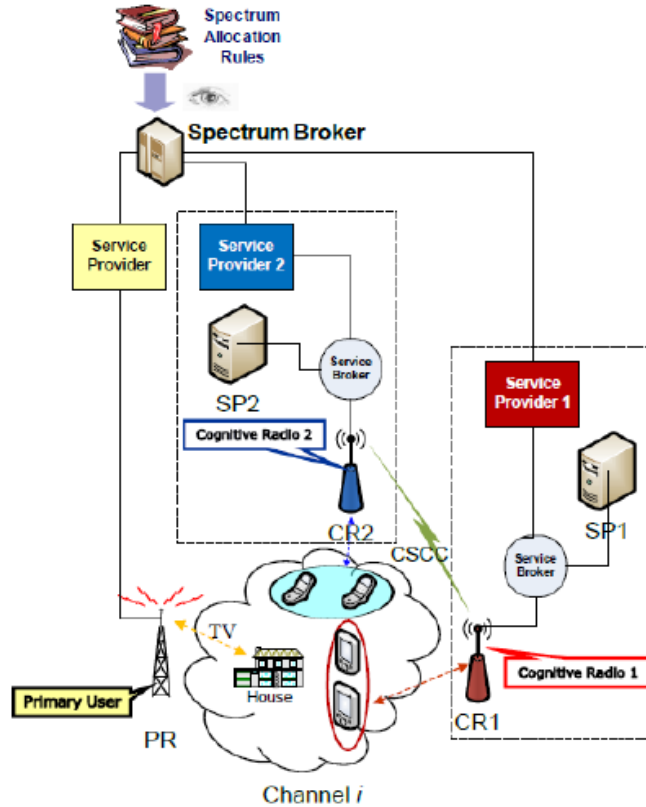 Spectrum
Allocation
Rules
Spectrum Broker
Service
Provider
Service
Provider 2
Service
Broker
SP2
Cognitive Radio 2
CR2
Service
Provider 1
SP1
Service
Broker
CSCC
TV
House
Primary User
PR
Cognitive Radio 1
CR1
Channel i